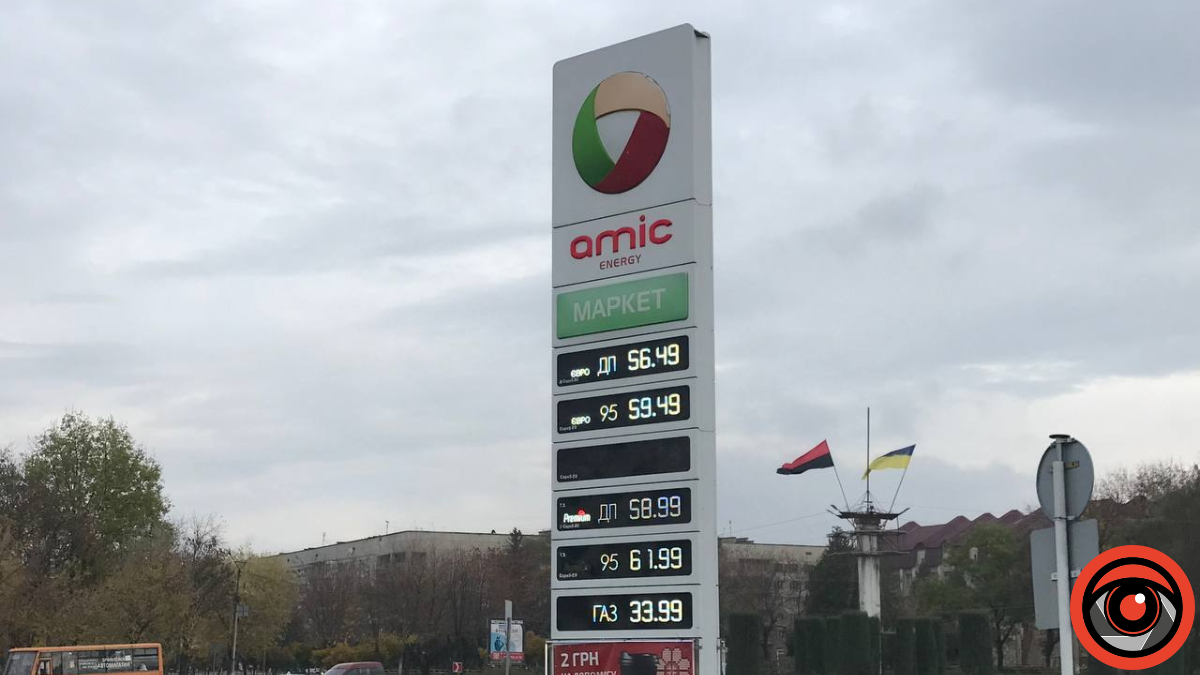 amic
ENERGY
МАРКЕТ
ЄВРО ДП 56.49
ЄВРО 95 59.49
Premium ДП 58.99
95 61.99
ГАЗ 33.99
2 ГРН